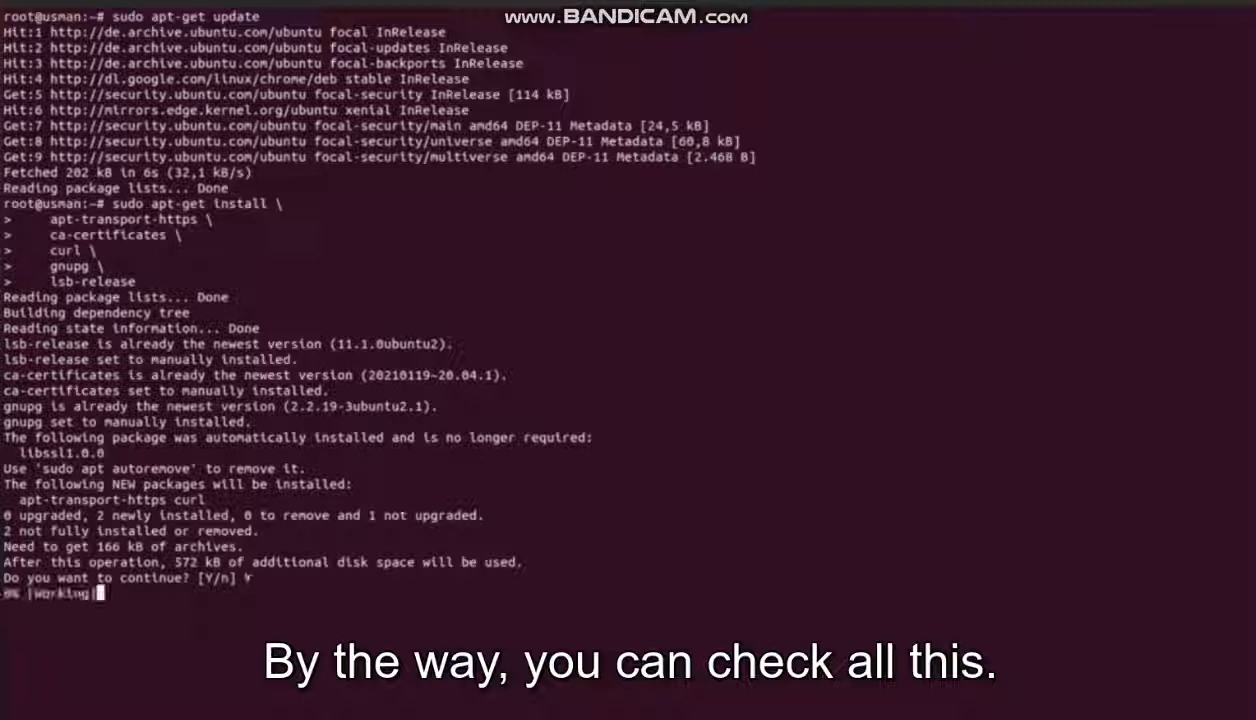 www.BANDICAM.com
root@usman:~# sudo apt-get update
Hit:1 http://de.archive.ubuntu.com/ubuntu focal InRelease
Hit:2 http://de.archive.ubuntu.com/ubuntu focal-updates InRelease
Hit:3 http://de.archive.ubuntu.com/ubuntu focal-backports InRelease
Hit:4 http://dl.google.com/linux/chrome/deb stable InRelease
Get:5 http://security.ubuntu.com/ubuntu focal-security InRelease [114 kB]
Hit:6 http://mirrors.edge.kernel.org/ubuntu xenial InRelease
Get:7 http://security.ubuntu.com/ubuntu focal-security/main amd64 DEP-11 Metadata [24,5 kB]
Get:8 http://security.ubuntu.com/ubuntu focal-security/universe amd64 DEP-11 Metadata [60,8 kB]
Get:9 http://security.ubuntu.com/ubuntu focal-security/multiverse amd64 DEP-11 Metadata [2.468 B]
Fetched 202 kB in 6s (32,1 kB/s)
Reading package lists... Done
root@usman:~# sudo apt-get install \
>     apt-transport-https \
>     ca-certificates \
>     curl \
>     gnupg \
>     lsb-release
Reading package lists... Done
Building dependency tree
Reading state information... Done
lsb-release is already the newest version (11.1.0ubuntu2).
lsb-release set to manually installed.
ca-certificates is already the newest version (20210119~20.04.1).
ca-certificates set to manually installed.
gnupg is already the newest version (2.2.19-3ubuntu2.1).
gnupg set to manually installed.
The following package was automatically installed and is no longer required:
  libssl1.0.0
Use 'sudo apt autoremove' to remove it.
The following NEW packages will be installed:
  apt-transport-https curl
0 upgraded, 2 newly installed, 0 to remove and 1 not upgraded.
2 not fully installed or removed.
Need to get 166 kB of archives.
After this operation, 572 kB of additional disk space will be used.
Do you want to continue? [Y/n]
0% [Working]
By the way, you can check all this.